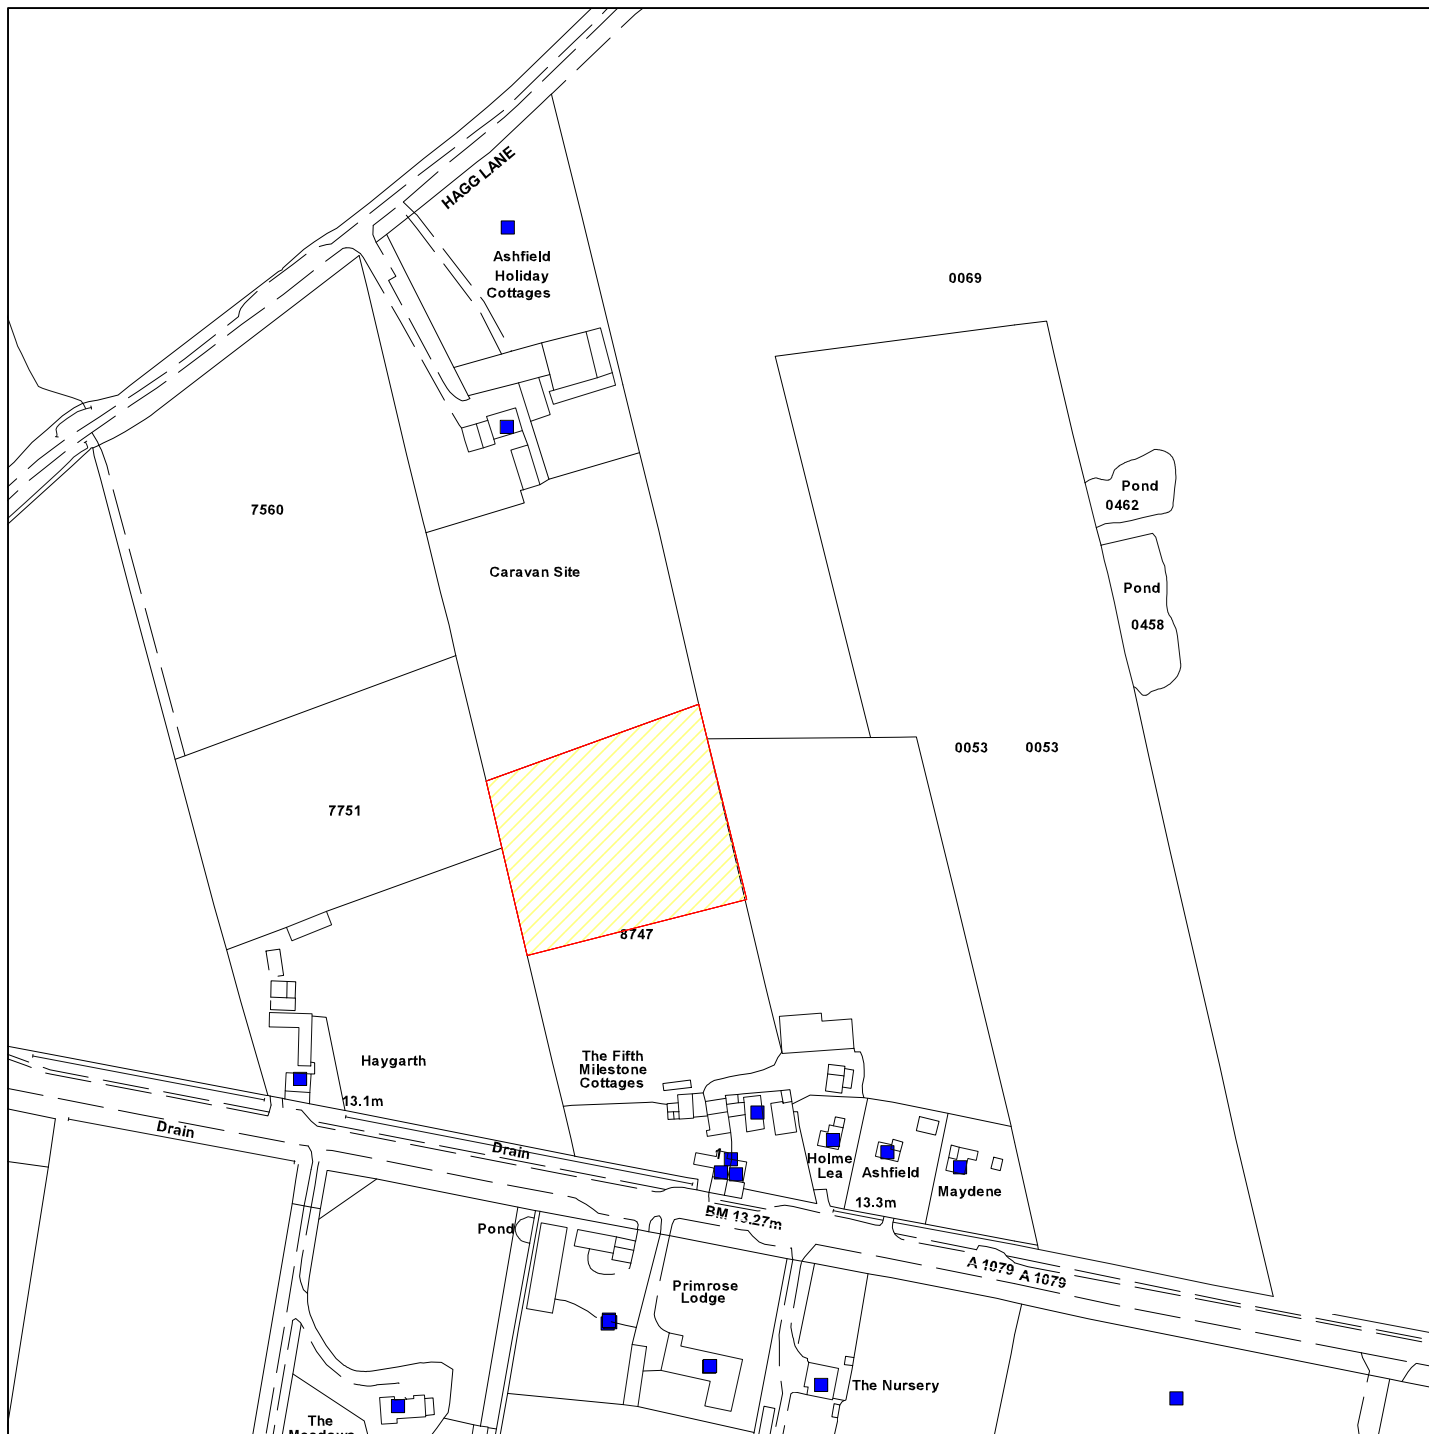 HAGG LANE
Ashfield
Holiday
Cottages
0069
Pond
0462
7560
Caravan Site
Pond
0458
0053 0053
7751
8747
Haygarth
The Fifth
Milestone
Cottages
13.1m
Drain
Drain
1
Holme
Lea
Ashfield
Maydene
13.3m
BM 13.27m
Pond
A 1079 A 1079
Primrose
Lodge
The Nursery
The
Meadows